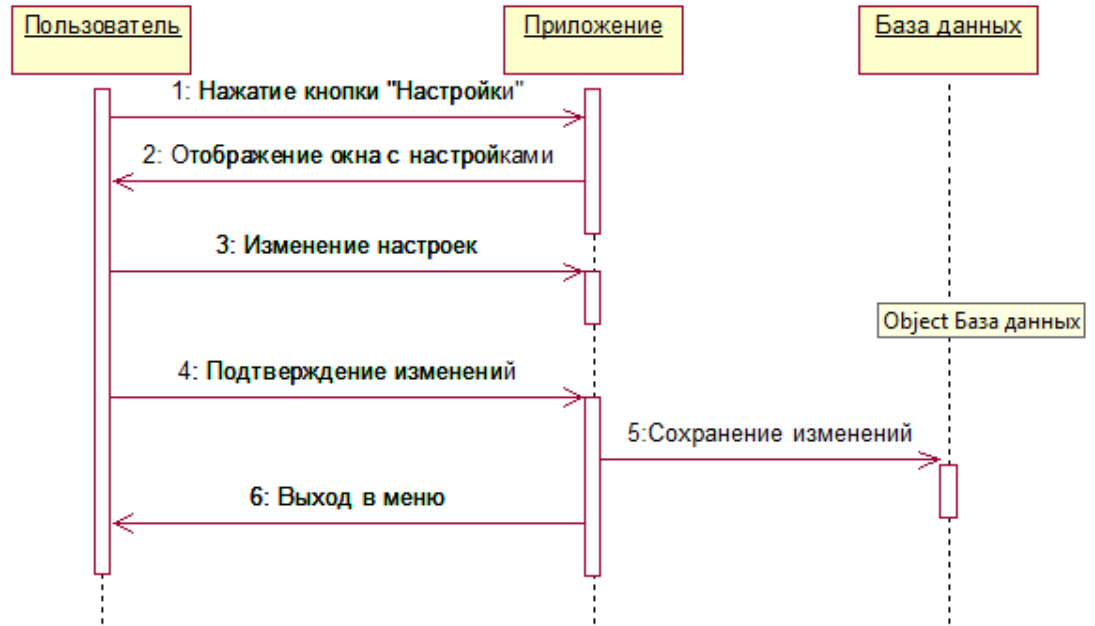 Пользователь
Приложение
База данных
1: Нажатие кнопки "Настройки"
2: Отображение окна с настройками
3: Изменение настроек
Object База данных
4: Подтверждение изменений
5:Сохранение изменений
6: Выход в меню